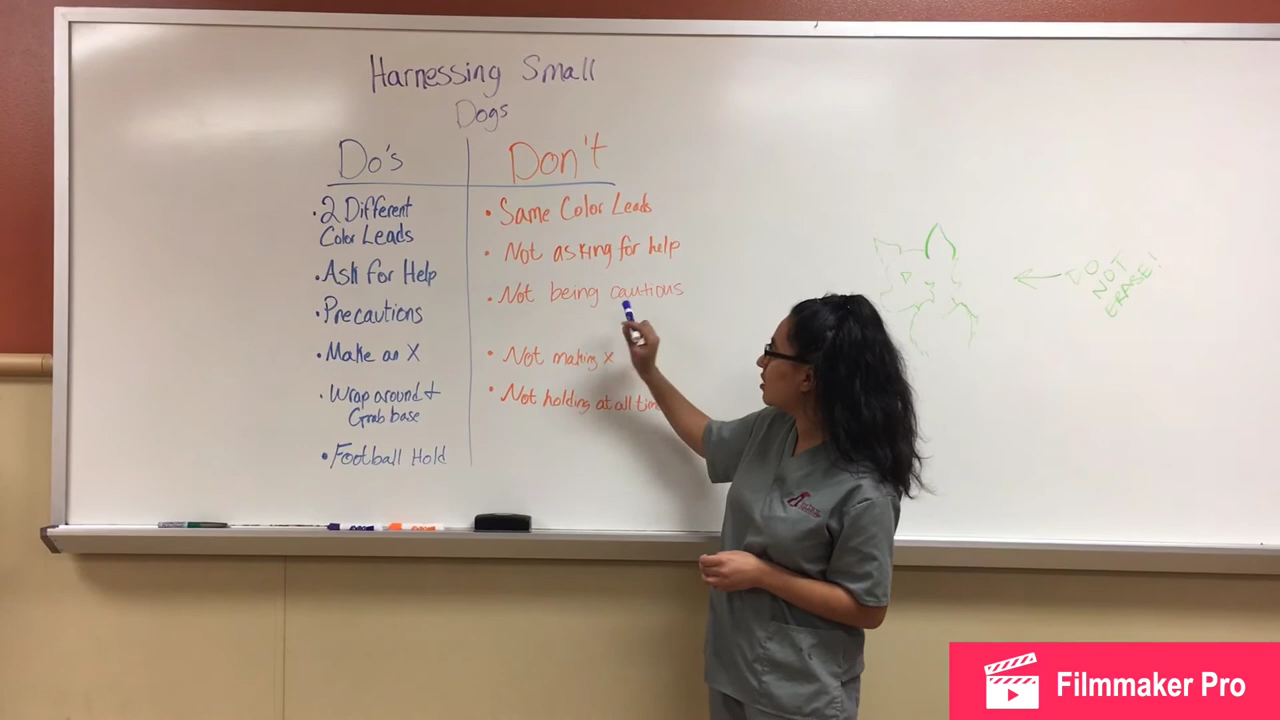 Harnessing Small
Dogs
Do's
• 2 Different
Color Leads
• Ask for Help
• Precautions
• Make an X
• Wrap around +
Grab base
• Football Hold
Don't
• Same Color Leads
• Not asking for help
• Not being cautious
• Not making x
• Not holding at all
DO
NOT
ERASE!
Filmmaker Pro